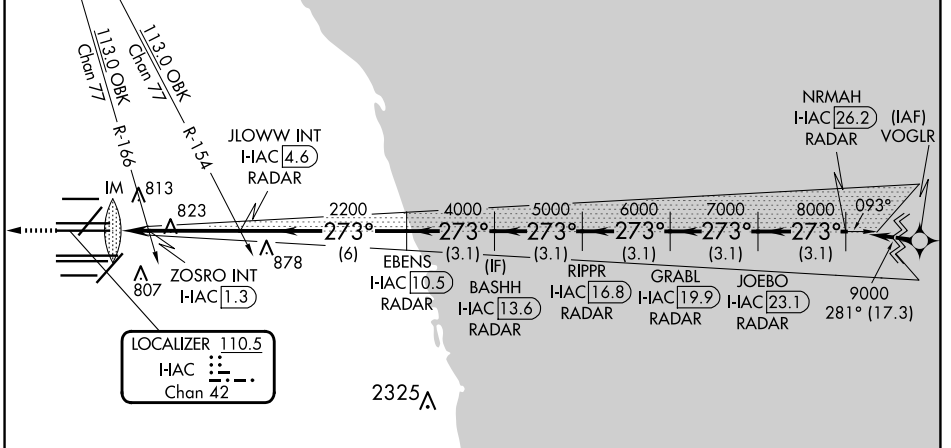 113.0 OBK
Chan 77
R-166
113.0 OBK
Chan 77
R-154
JLOWW INT
I-IAC 4.6
RADAR
NRMAH
I-IAC 26.2
RADAR
(IAF)
VOGLR
IM
813
823
2200
273°
(6)
4000
273°
(3.1)
5000
273°
(3.1)
6000
273°
(3.1)
7000
273°
(3.1)
8000
273°
(3.1)
093°
807
ZOSRO INT
I-IAC 1.3
878
EBENS
I-IAC 10.5
RADAR
(IF)
BASHH
I-IAC 13.6
RADAR
RIPPR
I-IAC 16.8
RADAR
GRABL
I-IAC 19.9
RADAR
JOEBO
I-IAC 23.1
RADAR
9000
281° (17.3)
LOCALIZER 110.5
I-IAC
Chan 42
2325